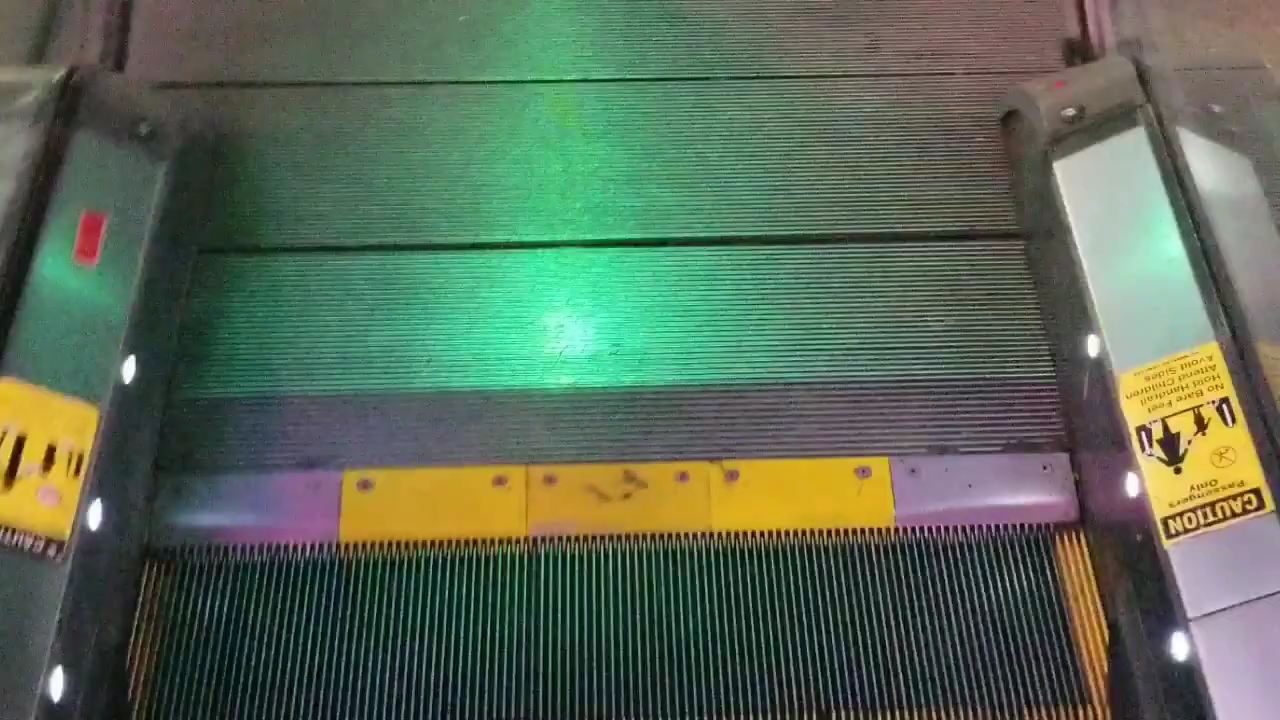 CAUTION
Passengers
Only
No Bare Feet
Hold Handrail
Attend Children
Avoid Sides